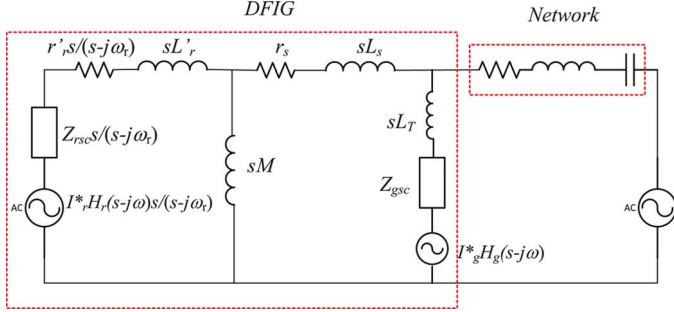 DFIG
Network
r'rs/(s-jωr)
sL'r
rs
sLs
sLT
Zrscs/(s-jωr)
sM
Zgsc
AC
I*rHr(s-jω)s/(s-jωr)
AC
I*gHg(s-jω)